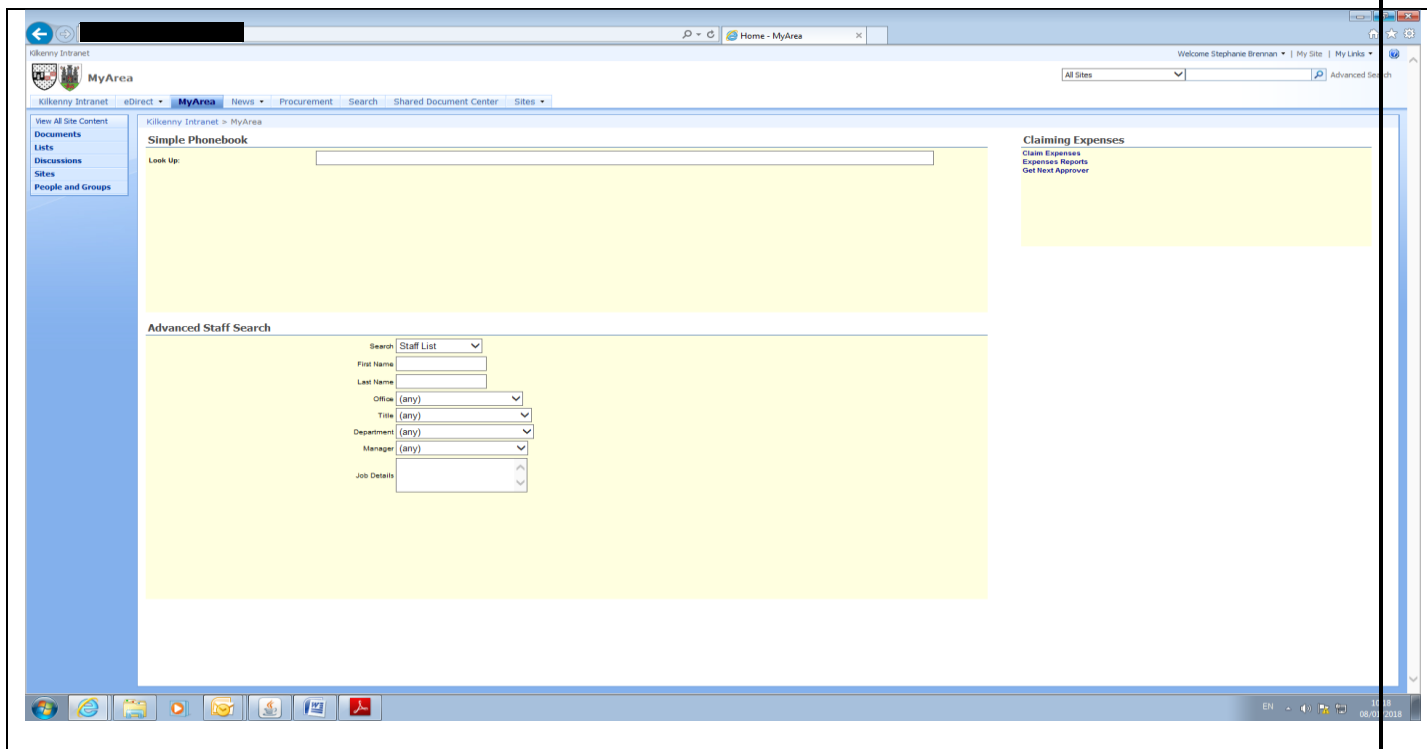 Home - MyArea
Kilkenny Intranet
Welcome Stephanie Brennan | My Site | My Links
MyArea
All Sites
Advanced Search
Kilkenny Intranet eDirect MyArea News Procurement Search Shared Document Center Sites
View All Site Content
Documents
Lists
Discussions
Sites
People and Groups
Kilkenny Intranet > MyArea
Simple Phonebook
Look Up:
Claiming Expenses
Claim Expenses
Expenses Reports
Get Next Approver
Advanced Staff Search
Search Staff List
First Name
Last Name
Office (any)
Title (any)
Department (any)
Manager (any)
Job Details
EN